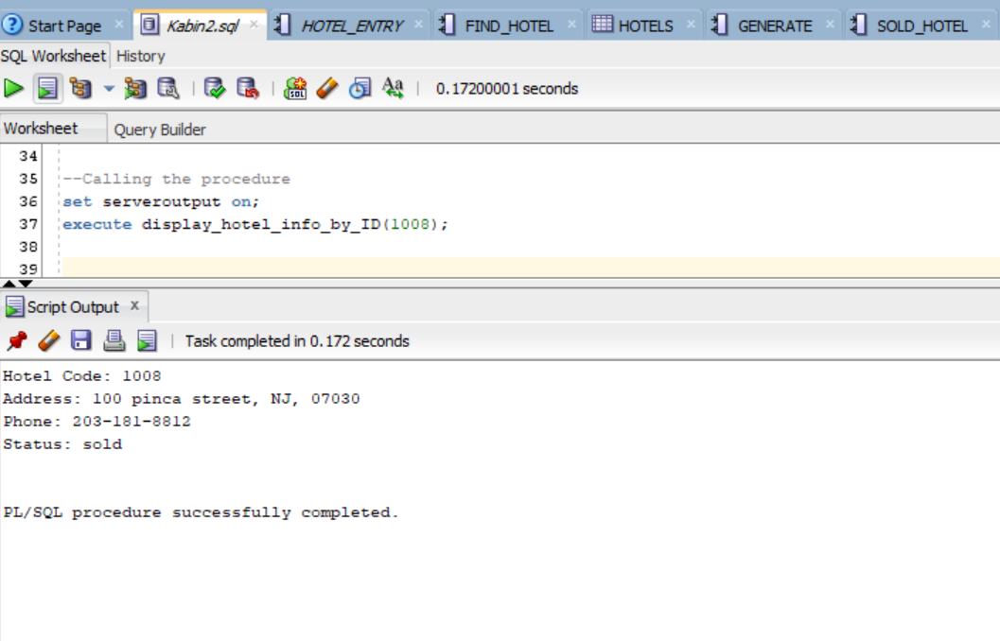 Start Page Kabin2.sql HOTEL_ENTRY FIND_HOTEL HOTELS GENERATE SOLD_HOTEL
SQL Worksheet History
SQL Aa 0.17200001 seconds
Worksheet Query Builder
34
35 --Calling the procedure
36 set serveroutput on;
37 execute display_hotel_info_by_ID(1008);
38
39
Script Output x
Task completed in 0.172 seconds
Hotel Code: 1008
Address: 100 pinca street, NJ, 07030
Phone: 203-181-8812
Status: sold
PL/SQL procedure successfully completed.